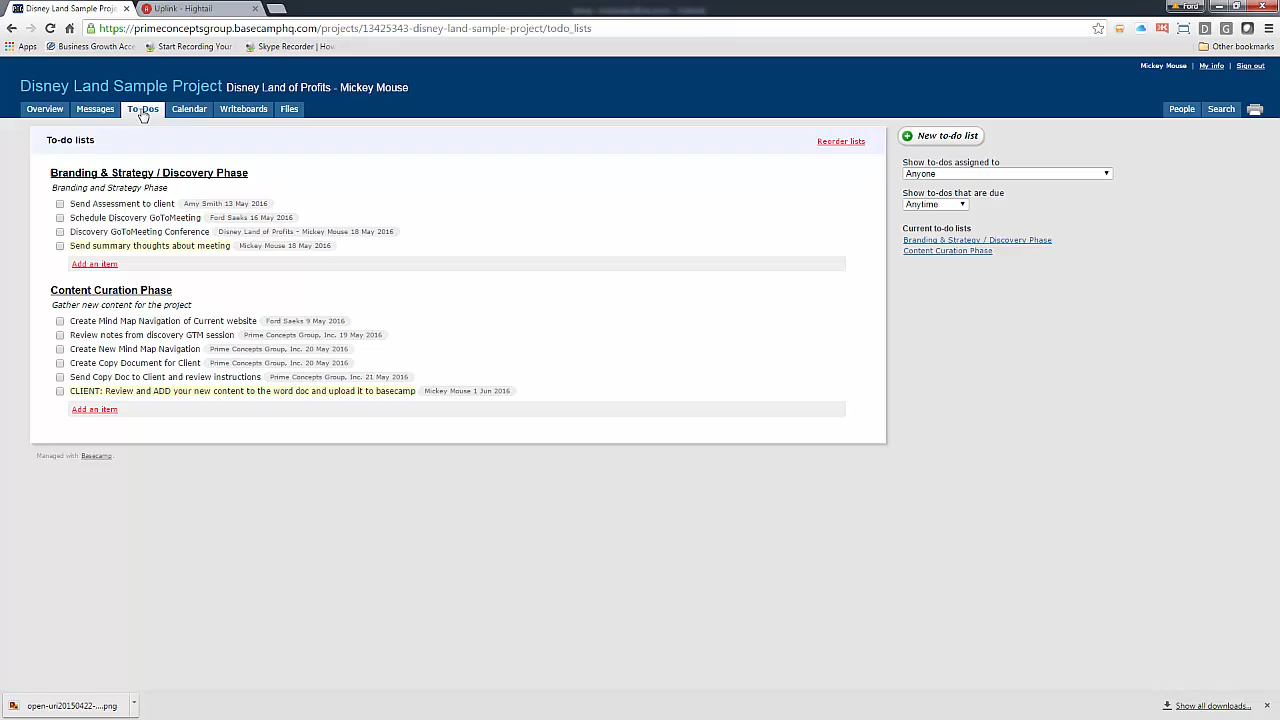 Disney Land Sample Proje
Uplink - Hightail
Ford
https://primeconceptsgroup.basecamphq.com/projects/13425343-disney-land-sample-project/todo_lists
Apps
Business Growth Acce
Start Recording Your
Skype Recorder | Ho
Other bookmarks
Mickey Mouse | My info | Sign out
Disney Land Sample Project Disney Land of Profits - Mickey Mouse
Overview
Messages
To-Dos
Calendar
Writeboards
Files
People
Search
To-do lists
Reorder lists
Branding & Strategy / Discovery Phase
Branding and Strategy Phase
Send Assessment to client Amy Smith 13 May 2016
Schedule Discovery GoToMeeting Ford Saeks 16 May 2016
Discovery GoToMeeting Conference Disney Land of Profits - Mickey Mouse 18 May 2016
Send summary thoughts about meeting Mickey Mouse 18 May 2016
Add an item
Content Curation Phase
Gather new content for the project
Create Mind Map Navigation of Current website Ford Saeks 9 May 2016
Review notes from discovery GTM session Prime Concepts Group, Inc. 19 May 2016
Create New Mind Map Navigation Prime Concepts Group, Inc. 20 May 2016
Create Copy Document for Client Prime Concepts Group, Inc. 20 May 2016
Send Copy Doc to Client and review instructions Prime Concepts Group, Inc. 21 May 2016
CLIENT: Review and ADD your new content to the word doc and upload it to basecamp Mickey Mouse 1 Jun 2016
Add an item
Managed with Basecamp.
New to-do list
Show to-dos assigned to
Anyone
Show to-dos that are due
Anytime
Current to-do lists
Branding & Strategy / Discovery Phase
Content Curation Phase
open-uri20150422-....png
Show all downloads...